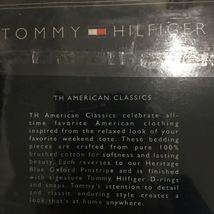 TOMMY HILFIGER
TH AMERICAN CLASSICS
TH American Classics celebrate all-
time favorite American clothing
inspired from the relaxed look of your
favorite weekend tote. These bedding
pieces are crafted from pure 100%
brushed cotton for softness and lasting
beauty. Each reverses to our Heritage
Blue Oxford Pinstripe and is finished
with signature Tommy Hilfiger D-rings
and snaps. Tommy's attention to detail
and classic enduring style creates a
look that's at home anywhere.